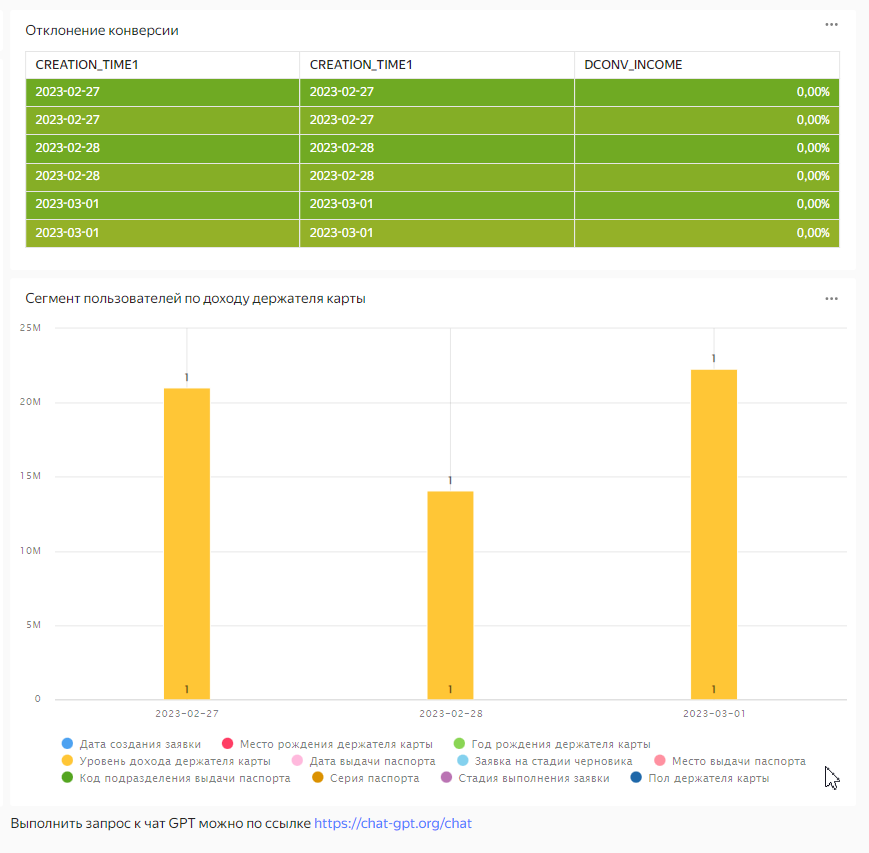 Отклонение конверсии
CREATION_TIME1 CREATION_TIME1 DCONV_INCOME
2023-02-27 2023-02-27 0,00%
2023-02-27 2023-02-27 0,00%
2023-02-28 2023-02-28 0,00%
2023-02-28 2023-02-28 0,00%
2023-03-01 2023-03-01 0,00%
2023-03-01 2023-03-01 0,00%
Сегмент пользователей по доходу держателя карты
25M
1
1
20M
15M
1
10M
5M
1 1 1
0
2023-02-27 2023-02-28 2023-03-01
Дата создания заявки Место рождения держателя карты Год рождения держателя карты
Уровень дохода держателя карты Дата выдачи паспорта Заявка на стадии черновика Место выдачи паспорта
Код подразделения выдачи паспорта Серия паспорта Стадия выполнения заявки Пол держателя карты
Выполнить запрос к чат GPT можно по ссылке https://chat-gpt.org/chat